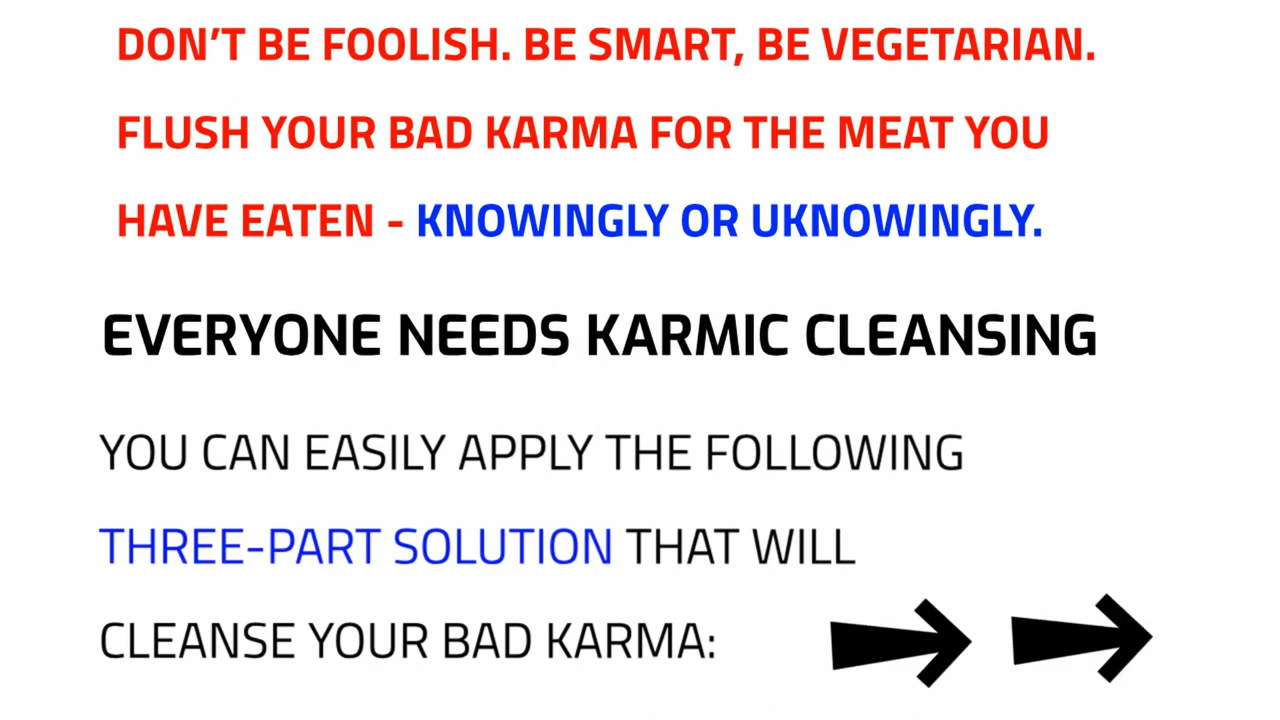 DON'T BE FOOLISH. BE SMART, BE VEGETARIAN.
FLUSH YOUR BAD KARMA FOR THE MEAT YOU
HAVE EATEN - KNOWINGLY OR UKNOWINGLY.
EVERYONE NEEDS KARMIC CLEANSING
YOU CAN EASILY APPLY THE FOLLOWING
THREE-PART SOLUTION THAT WILL
CLEANSE YOUR BAD KARMA: